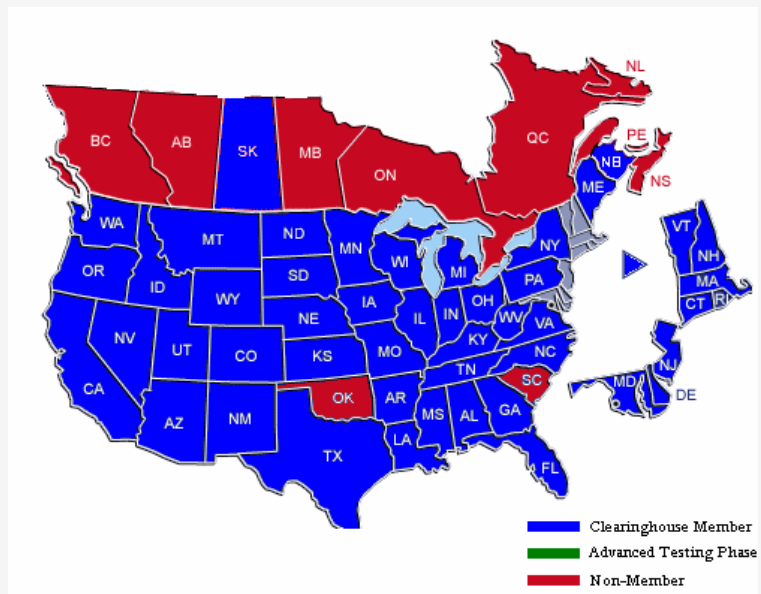 NL
BC
AB
SK
MB
ON
QC
PE
NB
NS
ME
WA
MT
ND
MN
OR
ID
SD
WI
MI
NY
WY
IA
PA
NE
IL
IN
OH
WV
VA
NV
UT
CO
KS
MO
KY
NC
CA
TN
AZ
NM
OK
AR
SC
MS
AL
GA
TX
LA
FL
VT
NH
MA
CT
RI
NJ
MD
DE
Clearinghouse Member
Advanced Testing Phase
Non-Member